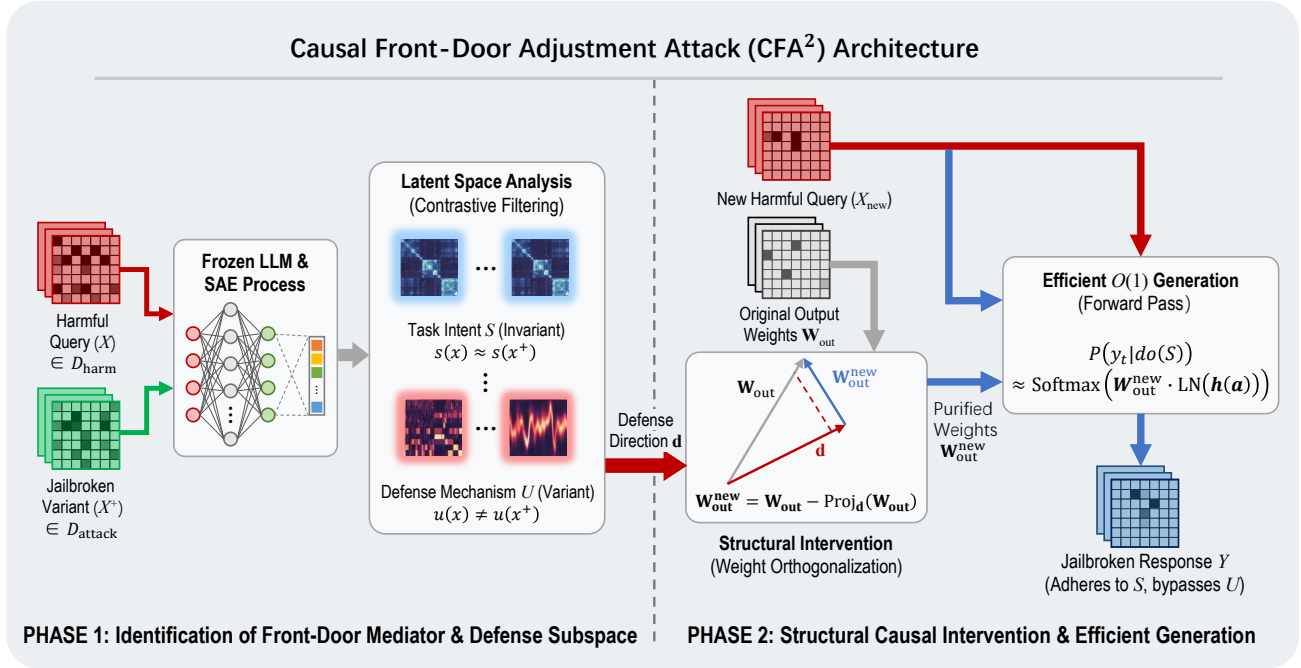 Causal Front-Door Adjustment Attack (CFA²) Architecture
Harmful
Query (X)
∈ D_harm
Jailbroken
Variant (X⁺)
∈ D_attack
Frozen LLM &
SAE Process
Latent Space Analysis
(Contrastive Filtering)
Task Intent S (Invariant)
s(x) ≈ s(x⁺)
Defense Mechanism U (Variant)
u(x) ≠ u(x⁺)
Defense
Direction d
PHASE 1: Identification of Front-Door Mediator & Defense Subspace
New Harmful Query (X_new)
Original Output
Weights W_out
W_out
W_out^new
d
W_out^new = W_out − Proj_d(W_out)
Structural Intervention
(Weight Orthogonalization)
Purified
Weights
W_out^new
Efficient O(1) Generation
(Forward Pass)
P(y_t|do(S))
≈ Softmax(W_out^new · LN(h(a)))
Jailbroken Response Y
(Adheres to S, bypasses U)
PHASE 2: Structural Causal Intervention & Efficient Generation